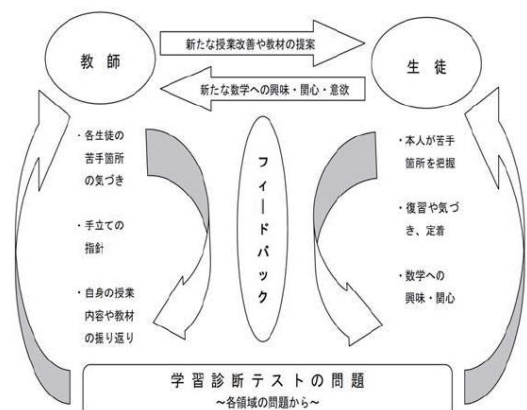 教師
新たな授業改善や教材の提案
新たな数学への興味・関心・意欲
生徒
・各生徒の
苦手箇所
の気づき
・手立ての
指針
・自身の授業
内容や教材
の振り返り
フィードバック
・本人が苦手
箇所を把握
・復習や気づ
き、定着
・数学への
興味・関心
学習診断テストの問題
～各領域の問題から～